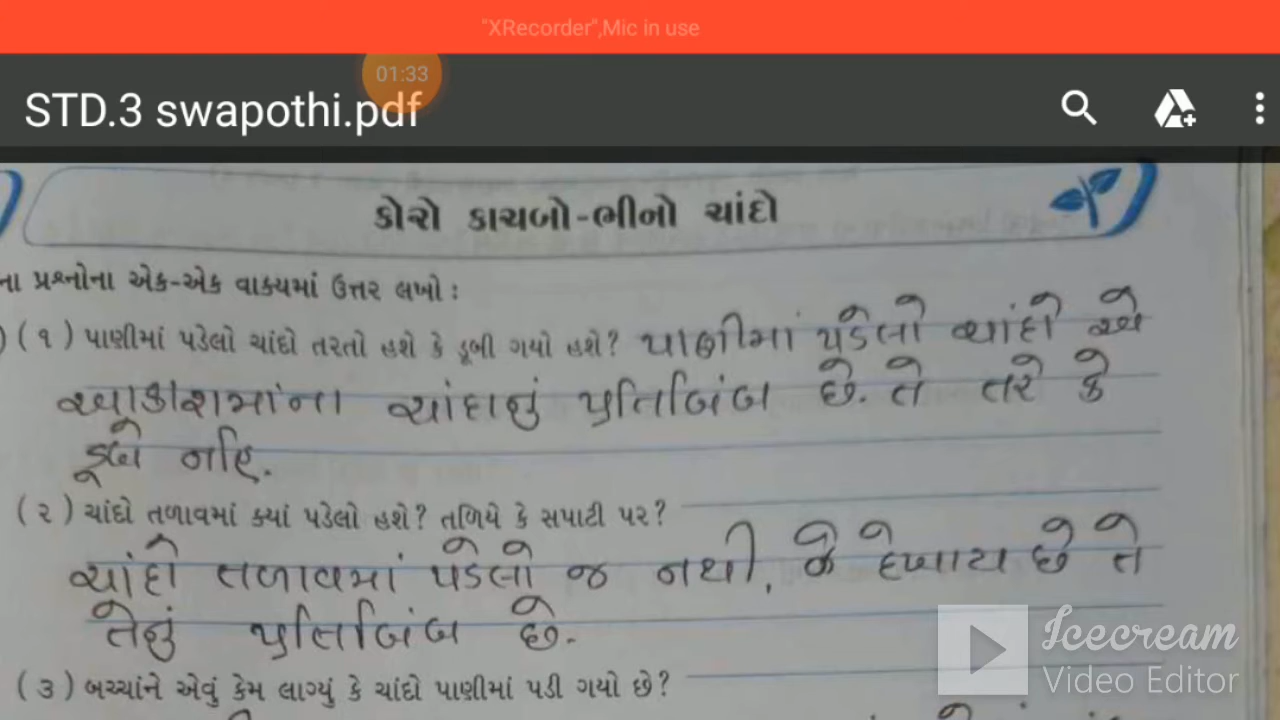 "XRecorder",Mic in use
01:33
STD.3 swapothi.pdf
કોરો કાચબો-ભીનો ચાંદો
ના પ્રશ્નોના એક-એક વાક્યમાં ઉત્તર લખો :
(૧) પાણીમાં પડેલો ચાંદો તરતો હશે કે ડૂબી ગયો હશે? પાણીમાં પડેલો ચાંદો એ
આકાશમાંના ચાંદાનું પ્રતિબિંબ છે. તે તરે કે
ડૂબે નહિ.
(૨) ચાંદો તળાવમાં ક્યાં પડેલો હશે? તળિયે કે સપાટી પર?
ચાંદો તળાવમાં પડેલો જ નથી, જે દેખાય છે તે
તેનું પ્રતિબિંબ છે.
(૩) બચ્ચાંને એવું કેમ લાગ્યું કે ચાંદો પાણીમાં પડી ગયો છે?
Icecream
Video Editor